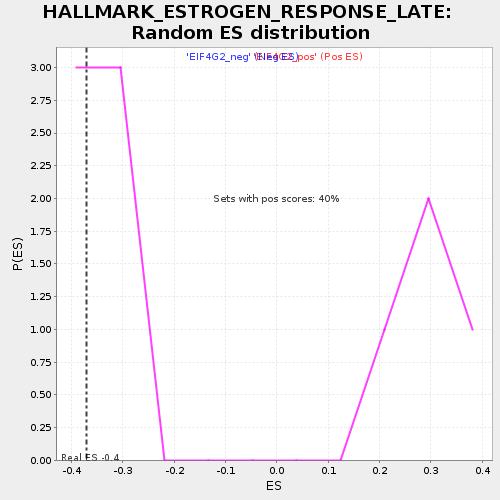 HALLMARK_ESTROGEN_RESPONSE_LATE:
Random ES distribution
'EIF4G2_neg' (Neg ES) 'EIF4G2_pos' (Pos ES)
3.00
2.75
2.50
2.25
Sets with pos scores: 40%
2.00
1.75
P(ES)
1.50
1.25
1.00
0.75
0.50
0.25
Real ES -0.4
0.00
-0.4 -0.3 -0.2 -0.1 0.0 0.1 0.2 0.3 0.4
ES